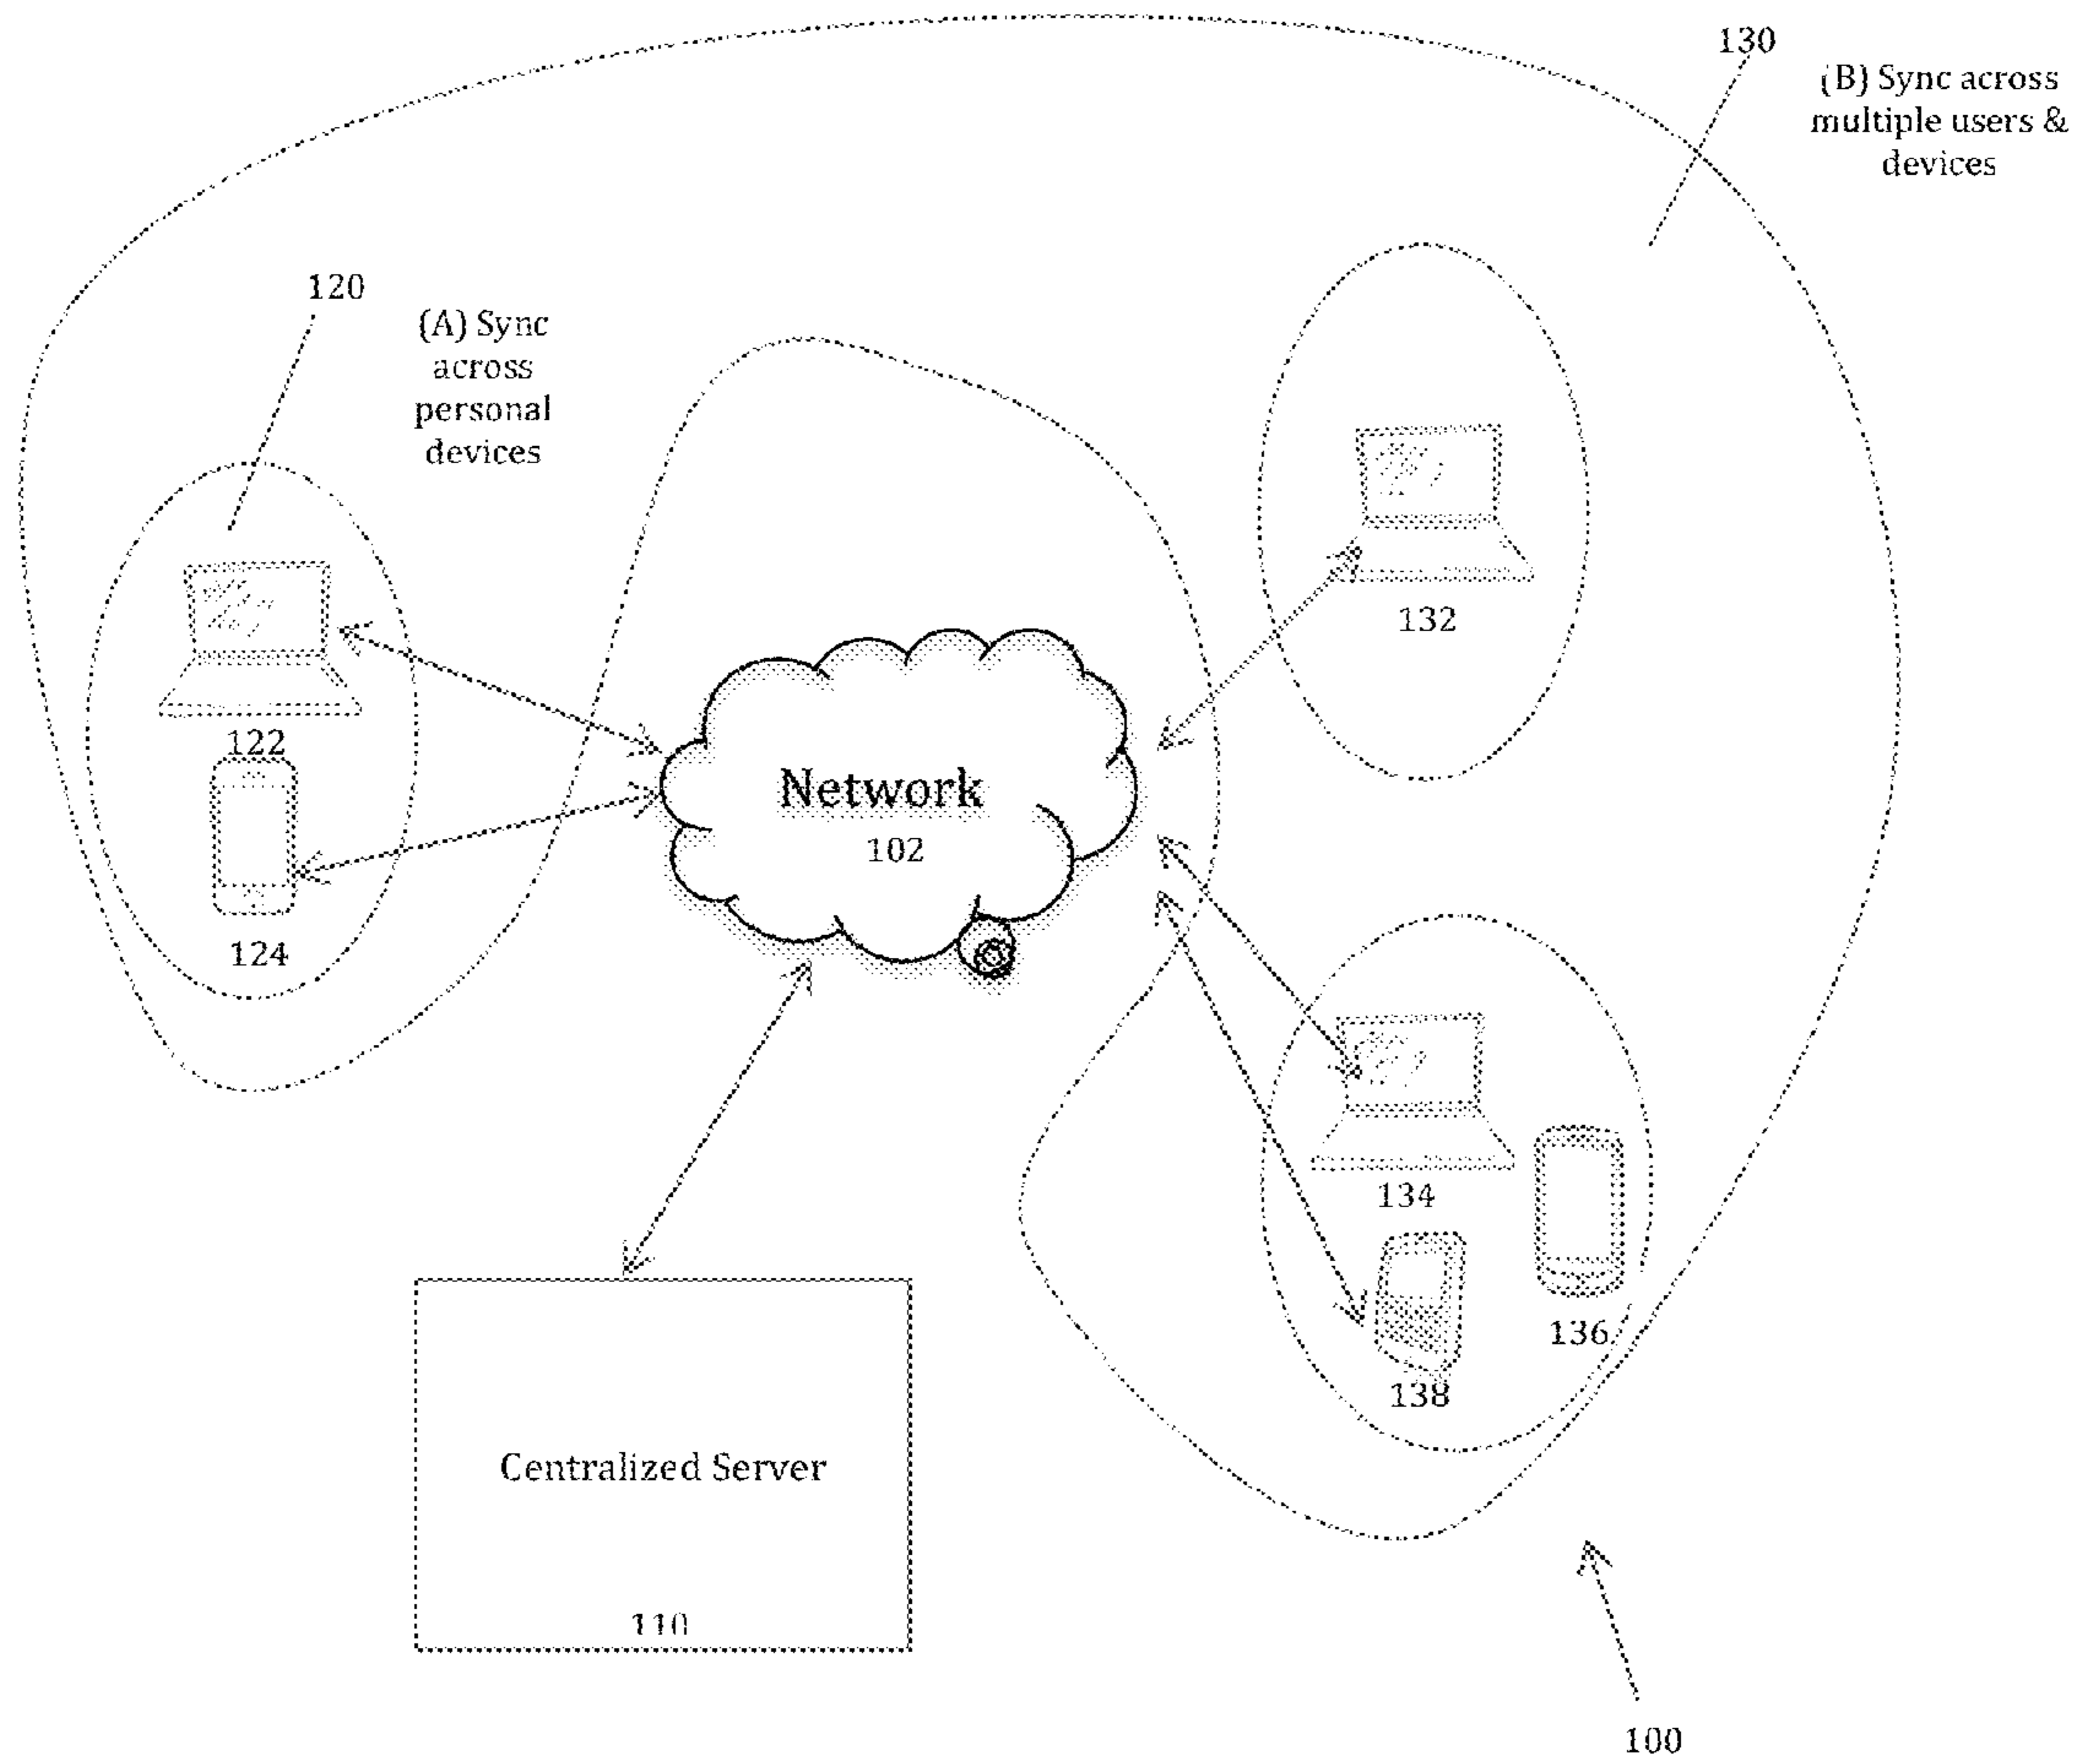 130
(B) Sync across
multiple users &
devices
120
(A) Sync
across
personal
devices
132
122
Network
102
124
134
136
138
Centralized Server
110
100